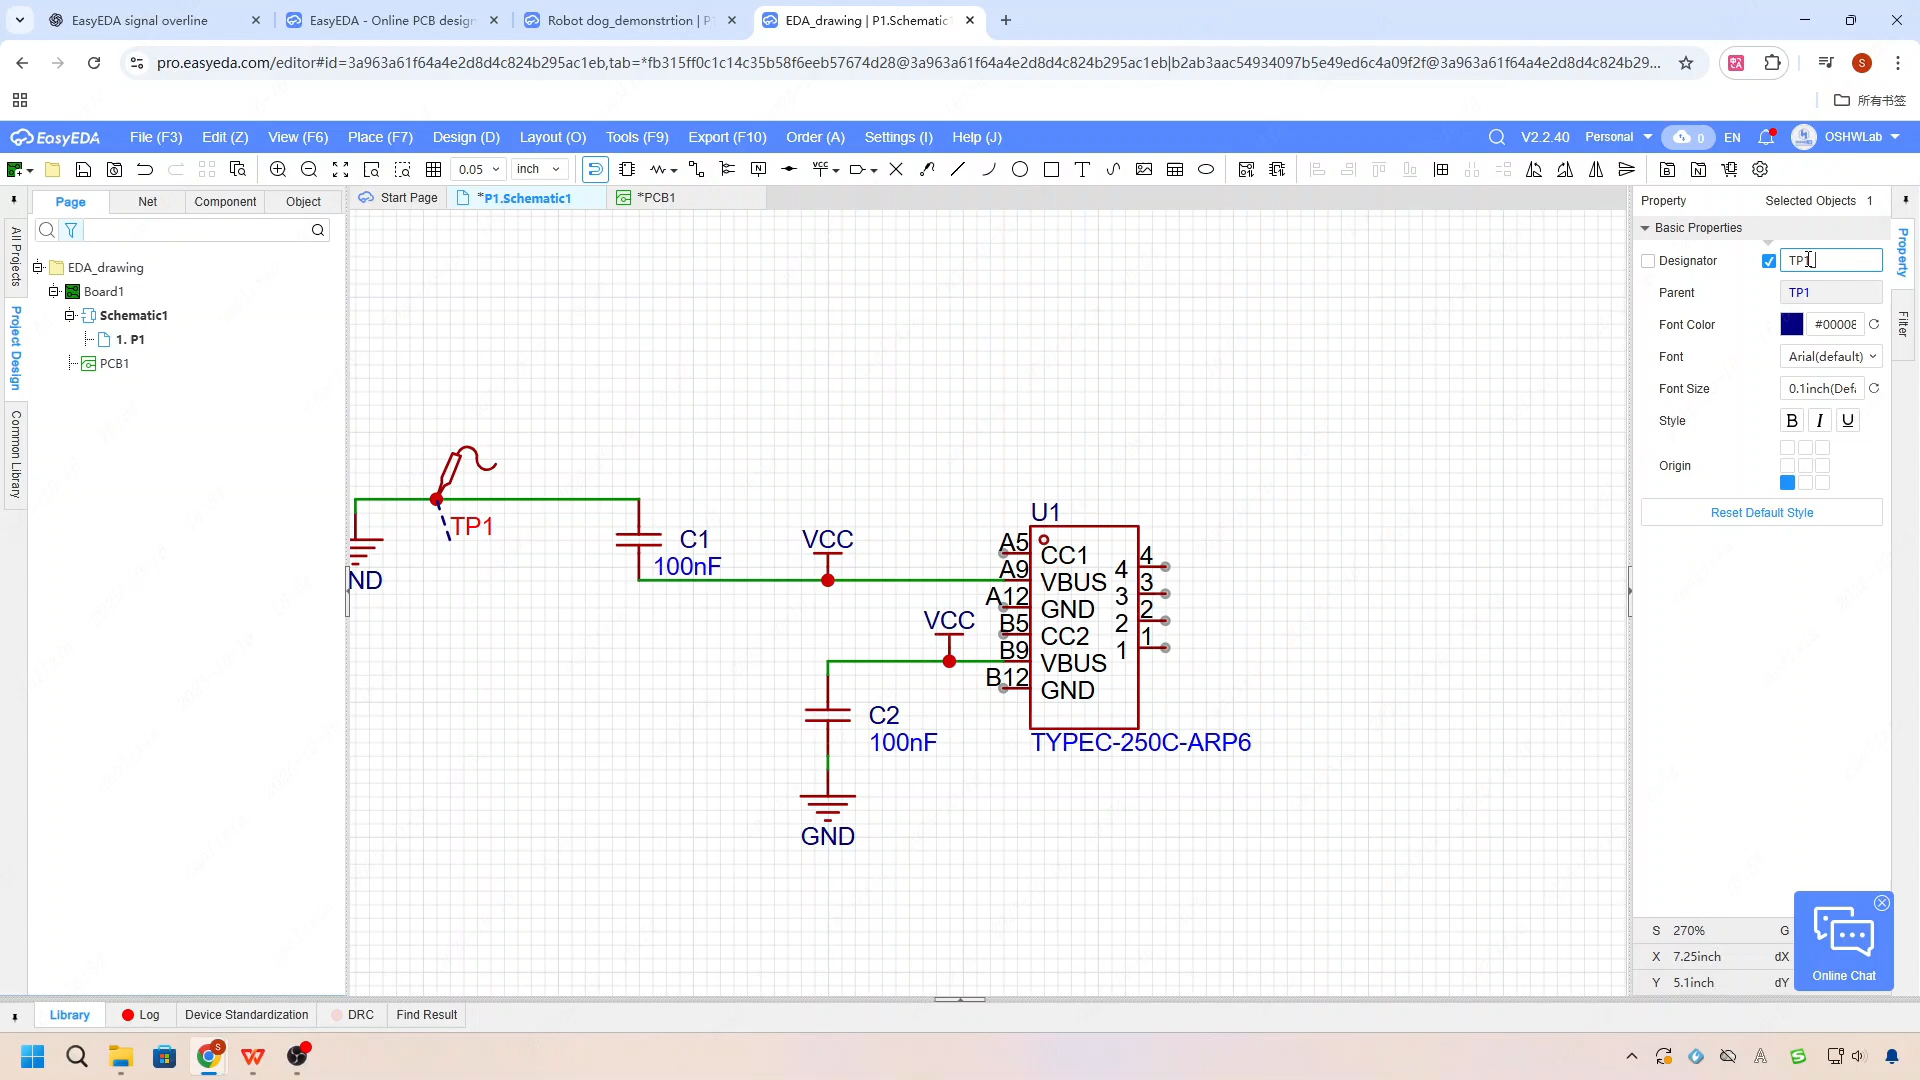 EasyEDA signal overline
EasyEDA - Online PCB design
Robot dog_demonstrtion | P
EDA_drawing | P1.Schematic
pro.easyeda.com/editor#id=3a963a61f64a4e2d8d4c824b295ac1eb,tab=*fb315ff0c1c14c35b58f6eeb57674d28@3a963a61f64a4e2d8d4c824b295ac1eb|b2ab3aac54934097b5e49ed6c4a09f2f@3a963a61f64a4e2d8d4c824b29...
S
所有书签
EasyEDA
File (F3)
Edit (Z)
View (F6)
Place (F7)
Design (D)
Layout (O)
Tools (F9)
Export (F10)
Order (A)
Settings (I)
Help (J)
V2.2.40
Personal
0
EN
OSHWLab
0.05
inch
VCC
Page
Net
Component
Object
Start Page
*P1.Schematic1
*PCB1
All Projects
Project Design
Common Library
EDA_drawing
Board1
Schematic1
1. P1
PCB1
TP1
ND
C1
100nF
VCC
VCC
C2
100nF
GND
U1
A5
CC1
4
4
A9
VBUS
3
3
A12
GND
2
2
B5
CC2
1
1
B9
VBUS
B12
GND
TYPEC-250C-ARP6
Property
Selected Objects 1
Basic Properties
Designator
TP1
Parent
TP1
Font Color
#00008
Font
Arial(default)
Font Size
0.1inch(Defa
Style
B I U
Origin
Reset Default Style
Property
Filter
S 270%
G
X 7.25inch
dX
Y 5.1inch
dY
Online Chat
Library
Log
Device Standardization
DRC
Find Result